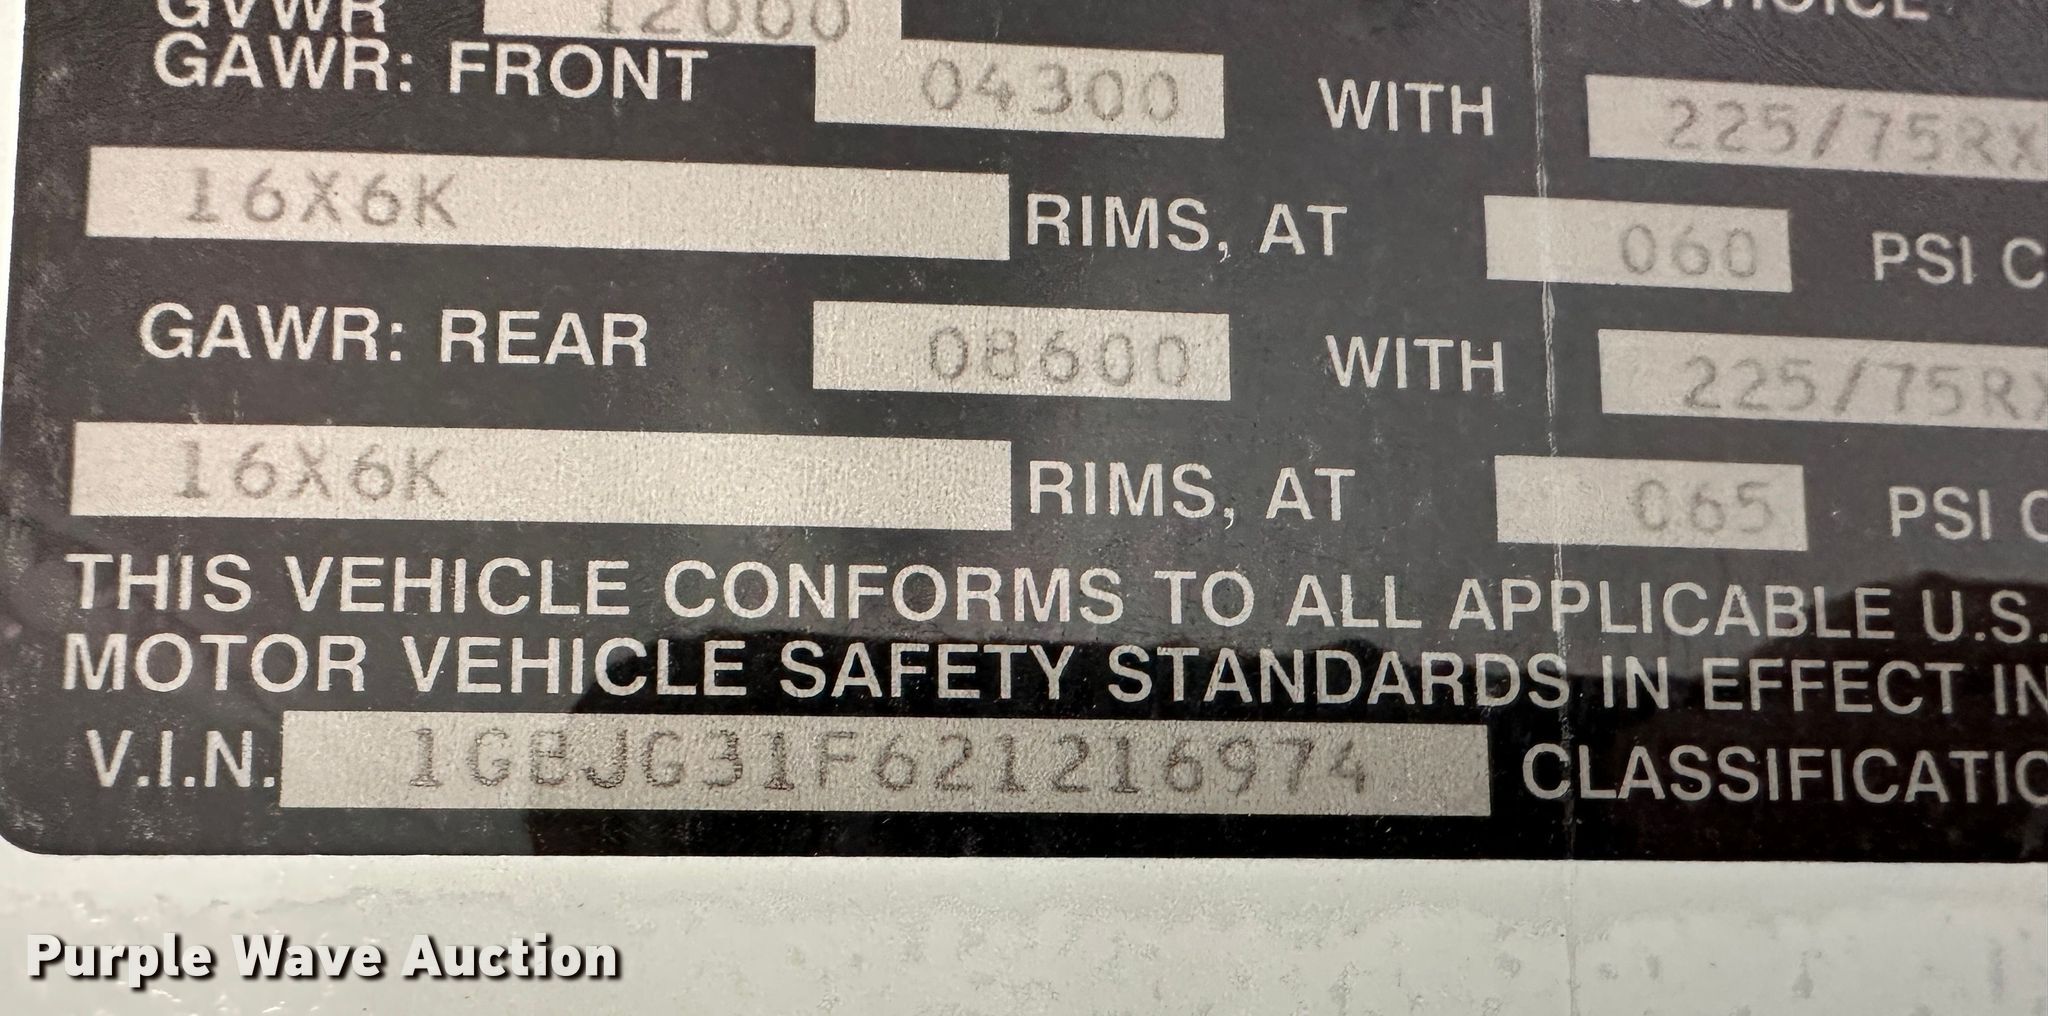 GVWR 12000 CHOICE
GAWR: FRONT 04300 WITH 225/75RX
16X6K RIMS, AT 060 PSI C
GAWR: REAR 08600 WITH 225/75RX
16X6K RIMS, AT 065 PSI C
THIS VEHICLE CONFORMS TO ALL APPLICABLE U.S.
MOTOR VEHICLE SAFETY STANDARDS IN EFFECT IN
V.I.N. 1GBJG31F621216974 CLASSIFICATIO
Purple Wave Auction